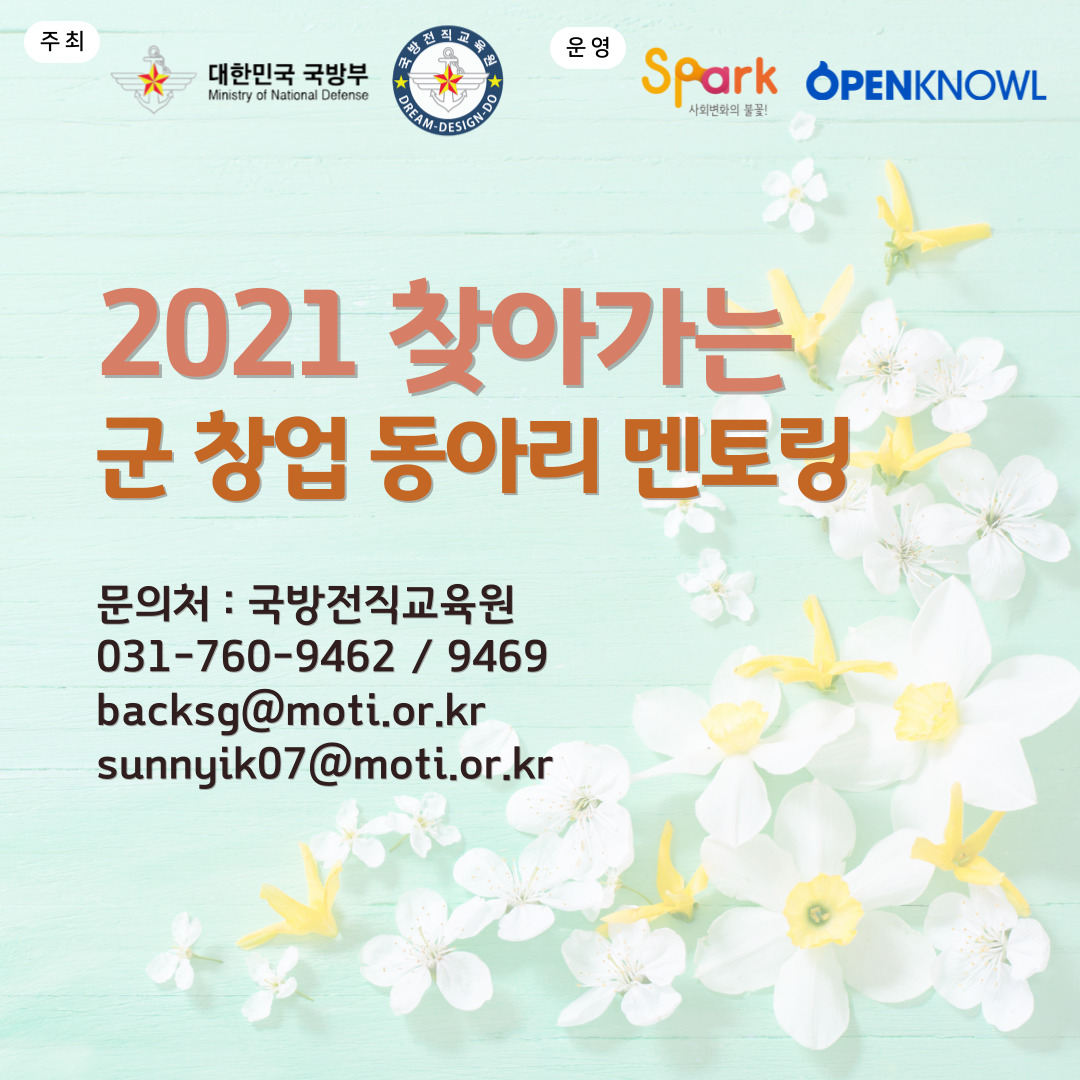 주최
대한민국 국방부
Ministry of National Defense
국방전직교육원
DREAM-DESIGN-DO
운영
Spark
사회변화의 불꽃!
OPENKNOWL
2021 찾아가는
군 창업 동아리 멘토링
문의처 : 국방전직교육원
031-760-9462 / 9469
backsg@moti.or.kr
sunnyik07@moti.or.kr